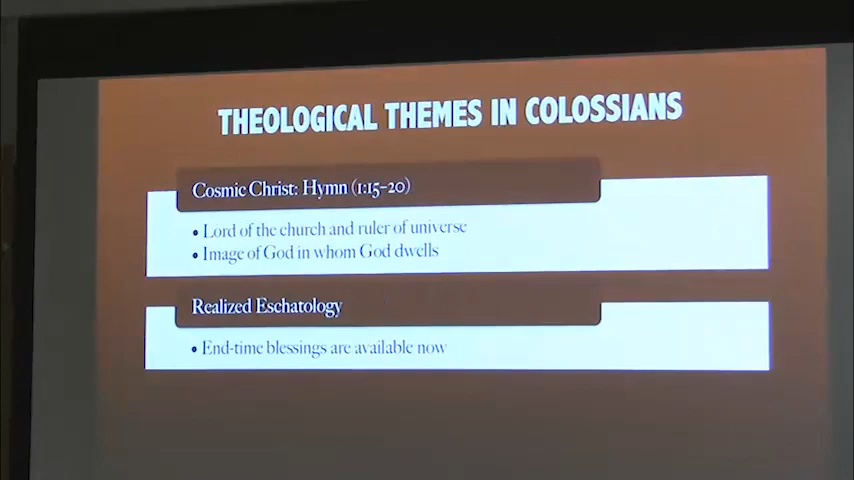 THEOLOGICAL THEMES IN COLOSSIANS
Cosmic Christ: Hymn (1:15–20)
• Lord of the church and ruler of universe
• Image of God in whom God dwells
Realized Eschatology
• End-time blessings are available now